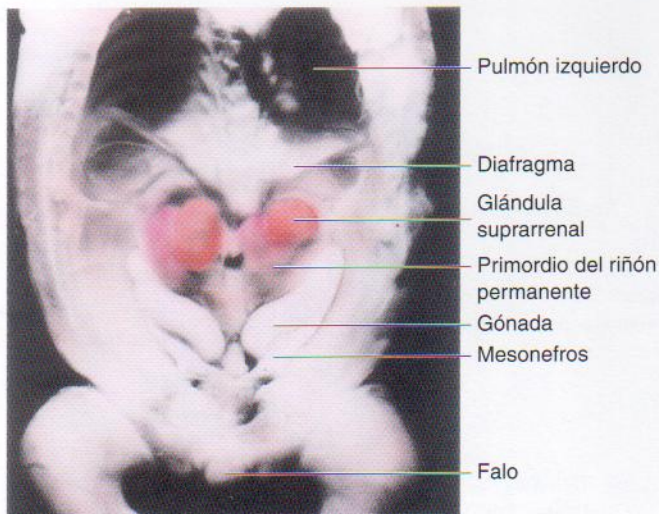 Pulmón izquierdo
Diafragma
Glándula
suprarrenal
Primordio del riñón
permanente
Gónada
Mesonefros
Falo